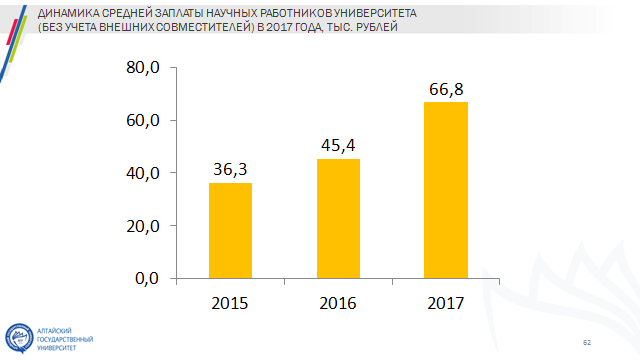 ДИНАМИКА СРЕДНЕЙ ЗАПЛАТЫ НАУЧНЫХ РАБОТНИКОВ УНИВЕРСИТЕТА
(БЕЗ УЧЕТА ВНЕШНИХ СОВМЕСТИТЕЛЕЙ) В 2017 ГОДА, ТЫС. РУБЛЕЙ
80,0
60,0
40,0
20,0
0,0
36,3
45,4
66,8
2015
2016
2017
АЛТАЙСКИЙ
ГОСУДАРСТВЕННЫЙ
УНИВЕРСИТЕТ
62